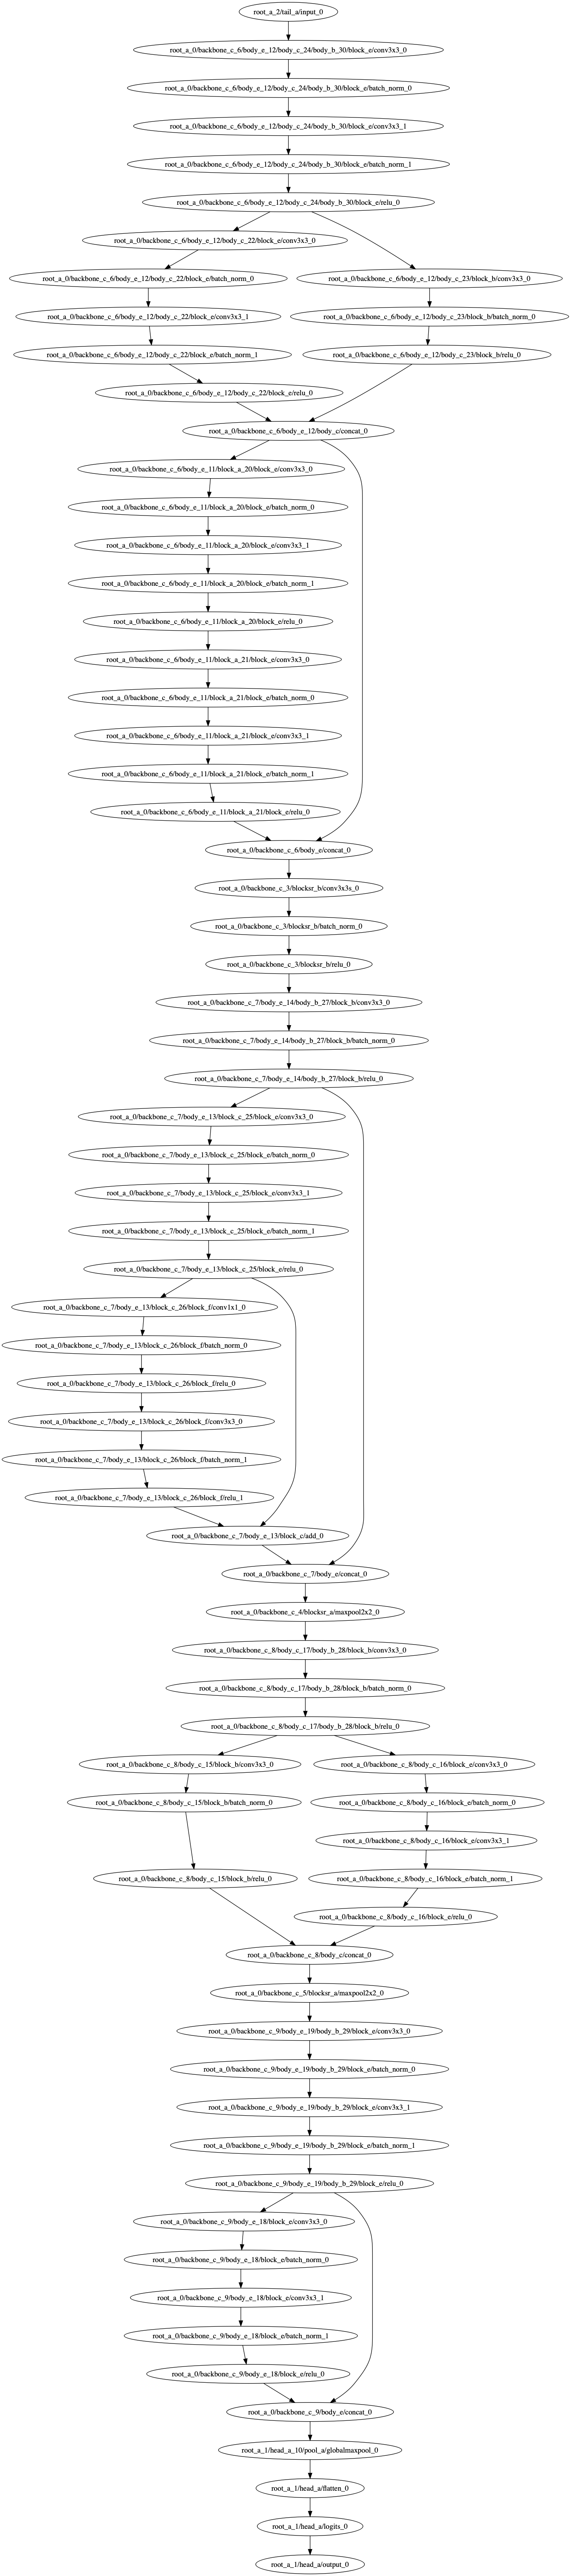 root_a_2/tail_a/input_0
root_a_0/backbone_c_6/body_e_12/body_c_24/body_b_30/block_e/conv3x3_0
root_a_0/backbone_c_6/body_e_12/body_c_24/body_b_30/block_e/batch_norm_0
root_a_0/backbone_c_6/body_e_12/body_c_24/body_b_30/block_e/conv3x3_1
root_a_0/backbone_c_6/body_e_12/body_c_24/body_b_30/block_e/batch_norm_1
root_a_0/backbone_c_6/body_e_12/body_c_24/body_b_30/block_e/relu_0
root_a_0/backbone_c_6/body_e_12/body_c_22/block_e/conv3x3_0
root_a_0/backbone_c_6/body_e_12/body_c_22/block_e/batch_norm_0
root_a_0/backbone_c_6/body_e_12/body_c_23/block_b/conv3x3_0
root_a_0/backbone_c_6/body_e_12/body_c_22/block_e/conv3x3_1
root_a_0/backbone_c_6/body_e_12/body_c_23/block_b/batch_norm_0
root_a_0/backbone_c_6/body_e_12/body_c_22/block_e/batch_norm_1
root_a_0/backbone_c_6/body_e_12/body_c_23/block_b/relu_0
root_a_0/backbone_c_6/body_e_12/body_c_22/block_e/relu_0
root_a_0/backbone_c_6/body_e_12/body_c/concat_0
root_a_0/backbone_c_6/body_e_11/block_a_20/block_e/conv3x3_0
root_a_0/backbone_c_6/body_e_11/block_a_20/block_e/batch_norm_0
root_a_0/backbone_c_6/body_e_11/block_a_20/block_e/conv3x3_1
root_a_0/backbone_c_6/body_e_11/block_a_20/block_e/batch_norm_1
root_a_0/backbone_c_6/body_e_11/block_a_20/block_e/relu_0
root_a_0/backbone_c_6/body_e_11/block_a_21/block_e/conv3x3_0
root_a_0/backbone_c_6/body_e_11/block_a_21/block_e/batch_norm_0
root_a_0/backbone_c_6/body_e_11/block_a_21/block_e/conv3x3_1
root_a_0/backbone_c_6/body_e_11/block_a_21/block_e/batch_norm_1
root_a_0/backbone_c_6/body_e_11/block_a_21/block_e/relu_0
root_a_0/backbone_c_6/body_e/concat_0
root_a_0/backbone_c_3/blocksr_b/conv3x3s_0
root_a_0/backbone_c_3/blocksr_b/batch_norm_0
root_a_0/backbone_c_3/blocksr_b/relu_0
root_a_0/backbone_c_7/body_e_14/body_b_27/block_b/conv3x3_0
root_a_0/backbone_c_7/body_e_14/body_b_27/block_b/batch_norm_0
root_a_0/backbone_c_7/body_e_14/body_b_27/block_b/relu_0
root_a_0/backbone_c_7/body_e_13/block_c_25/block_e/conv3x3_0
root_a_0/backbone_c_7/body_e_13/block_c_25/block_e/batch_norm_0
root_a_0/backbone_c_7/body_e_13/block_c_25/block_e/conv3x3_1
root_a_0/backbone_c_7/body_e_13/block_c_25/block_e/batch_norm_1
root_a_0/backbone_c_7/body_e_13/block_c_25/block_e/relu_0
root_a_0/backbone_c_7/body_e_13/block_c_26/block_f/conv1x1_0
root_a_0/backbone_c_7/body_e_13/block_c_26/block_f/batch_norm_0
root_a_0/backbone_c_7/body_e_13/block_c_26/block_f/relu_0
root_a_0/backbone_c_7/body_e_13/block_c_26/block_f/conv3x3_0
root_a_0/backbone_c_7/body_e_13/block_c_26/block_f/batch_norm_1
root_a_0/backbone_c_7/body_e_13/block_c_26/block_f/relu_1
root_a_0/backbone_c_7/body_e_13/block_c/add_0
root_a_0/backbone_c_7/body_e/concat_0
root_a_0/backbone_c_4/blocksr_a/maxpool2x2_0
root_a_0/backbone_c_8/body_c_17/body_b_28/block_b/conv3x3_0
root_a_0/backbone_c_8/body_c_17/body_b_28/block_b/batch_norm_0
root_a_0/backbone_c_8/body_c_17/body_b_28/block_b/relu_0
root_a_0/backbone_c_8/body_c_15/block_b/conv3x3_0
root_a_0/backbone_c_8/body_c_16/block_e/conv3x3_0
root_a_0/backbone_c_8/body_c_15/block_b/batch_norm_0
root_a_0/backbone_c_8/body_c_16/block_e/batch_norm_0
root_a_0/backbone_c_8/body_c_16/block_e/conv3x3_1
root_a_0/backbone_c_8/body_c_15/block_b/relu_0
root_a_0/backbone_c_8/body_c_16/block_e/batch_norm_1
root_a_0/backbone_c_8/body_c_16/block_e/relu_0
root_a_0/backbone_c_8/body_c/concat_0
root_a_0/backbone_c_5/blocksr_a/maxpool2x2_0
root_a_0/backbone_c_9/body_e_19/body_b_29/block_e/conv3x3_0
root_a_0/backbone_c_9/body_e_19/body_b_29/block_e/batch_norm_0
root_a_0/backbone_c_9/body_e_19/body_b_29/block_e/conv3x3_1
root_a_0/backbone_c_9/body_e_19/body_b_29/block_e/batch_norm_1
root_a_0/backbone_c_9/body_e_19/body_b_29/block_e/relu_0
root_a_0/backbone_c_9/body_e_18/block_e/conv3x3_0
root_a_0/backbone_c_9/body_e_18/block_e/batch_norm_0
root_a_0/backbone_c_9/body_e_18/block_e/conv3x3_1
root_a_0/backbone_c_9/body_e_18/block_e/batch_norm_1
root_a_0/backbone_c_9/body_e_18/block_e/relu_0
root_a_0/backbone_c_9/body_e/concat_0
root_a_1/head_a_10/pool_a/globalmaxpool_0
root_a_1/head_a/flatten_0
root_a_1/head_a/logits_0
root_a_1/head_a/output_0